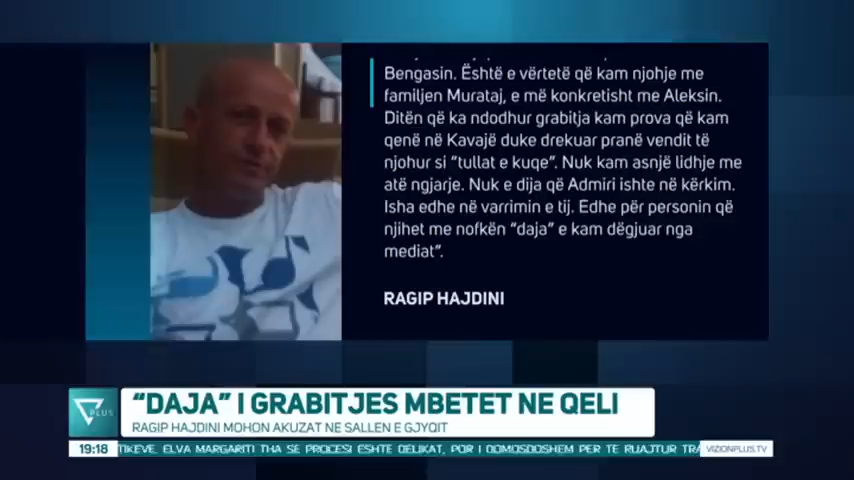 Bengasin. Është e vërtetë që kam njohje me
familjen Murataj, e më konkretisht me Aleksin.
Ditën që ka ndodhur grabitja kam prova që kam
qenë në Kavajë duke drekuar pranë vendit të
njohur si “tullat e kuqe”. Nuk kam asnjë lidhje me
atë ngjarje. Nuk e dija që Admiri ishte në kërkim.
Isha edhe në varrimin e tij. Edhe për personin që
njihet me nofkën “daja” e kam dëgjuar nga
mediat”.
RAGIP HAJDINI
“DAJA” I GRABITJES MBETET NE QELI
PLUS
RAGIP HAJDINI MOHON AKUZAT NE SALLEN E GJYQIT
19:18 TIKEVE, ELVA MARGARITI THA SE PROCESI ESHTE DELIKAT, POR I DOMOSDOSHEM PER TE RUAJTUR TRA VIZIONPLUS.TV